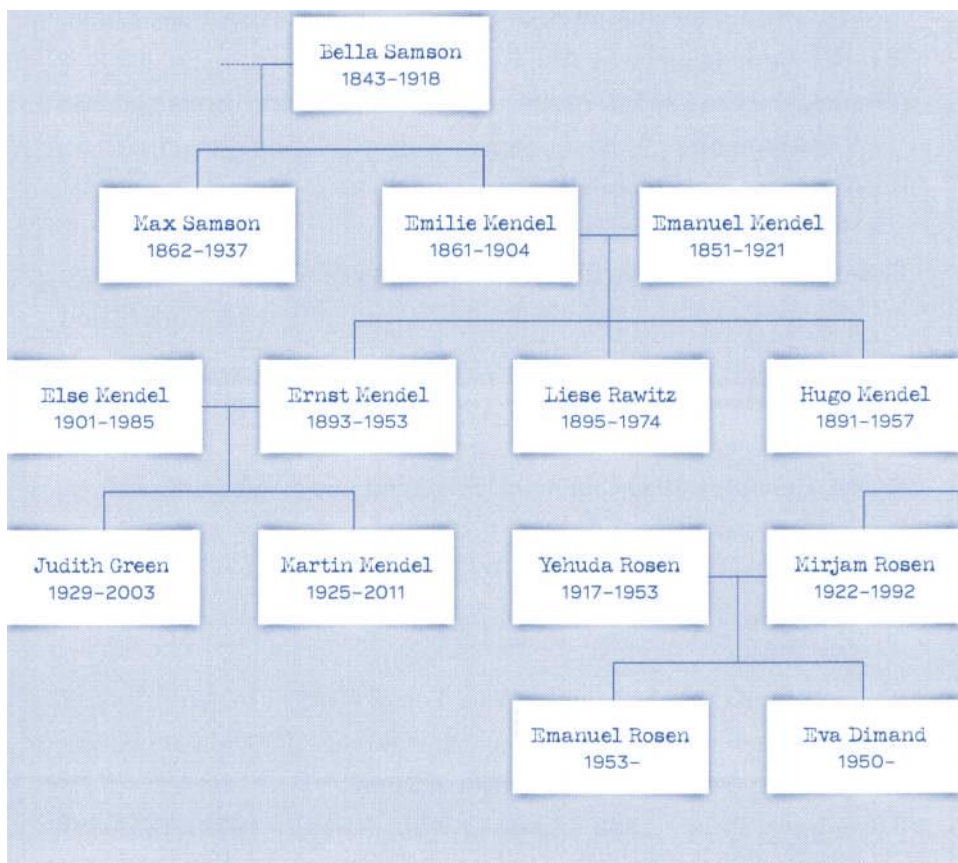 Bella Samson
1843–1918
Max Samson
1862–1937
Emilie Mendel
1861–1904
Emanuel Mendel
1851–1921
Else Mendel
1901–1985
Ernst Mendel
1893–1953
Liese Rawitz
1895–1974
Hugo Mendel
1891–1957
Judith Green
1929–2003
Martin Mendel
1925–2011
Yehuda Rosen
1917–1953
Mirjam Rosen
1922–1992
Emanuel Rosen
1953–
Eva Dimand
1950–